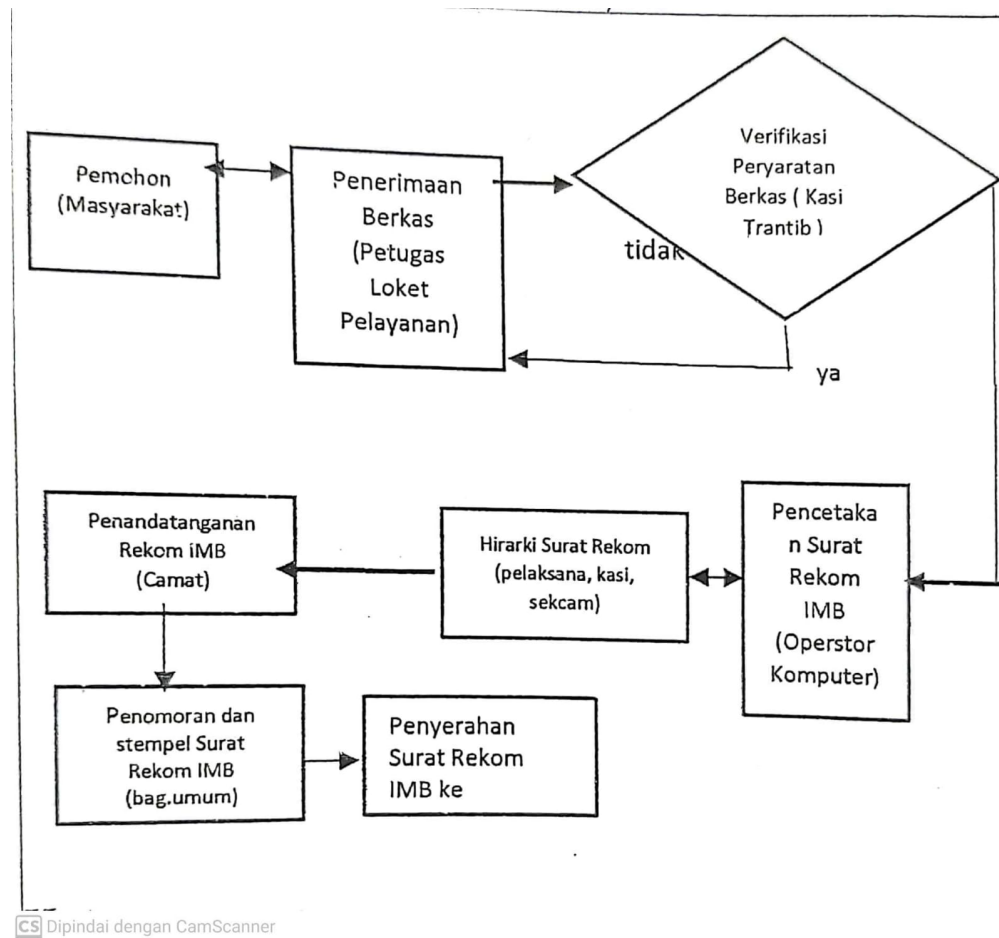 Pemohon
(Masyarakat)
Penerimaan
Berkas
(Petugas
Loket
Pelayanan)
Verifikasi
Peryaratan
Berkas ( Kasi
Trantib )
tidak
ya
Pencetaka
n Surat
Rekom
IMB
(Operstor
Komputer)
Hirarki Surat Rekom
(pelaksana, kasi,
sekcam)
Penandatanganan
Rekom iMB
(Camat)
Penomoran dan
stempel Surat
Rekom IMB
(bag.umum)
Penyerahan
Surat Rekom
IMB ke
CS Dipindai dengan CamScanner